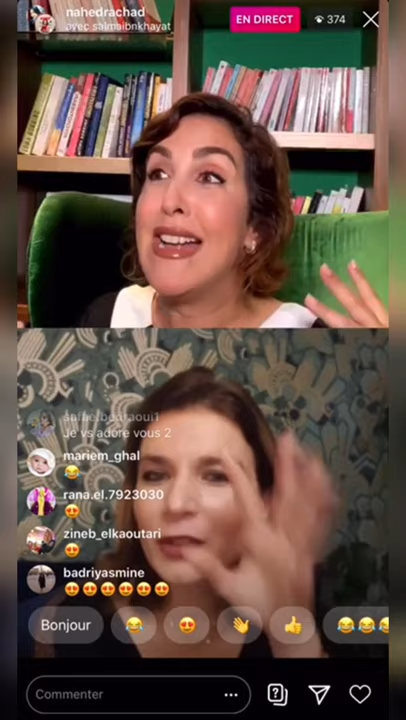 nahedrachad
avec salmaibnkhayat
EN DIRECT
374
Je vs adore vous 2
mariem_ghal
😂
rana.el.7923030
😍
zineb_elkaoutari
😍
badriyasmine
😍😍😍😍😍😍
Bonjour 😂 😍 👋 👍 😂😂😂
Commenter